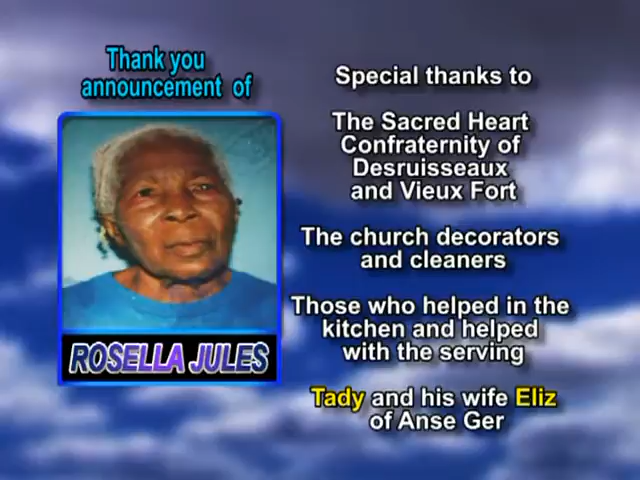 Thank you
announcement of
ROSELLA JULES
Special thanks to
The Sacred Heart
Confraternity of
Desruisseaux
and Vieux Fort
The church decorators
and cleaners
Those who helped in the
kitchen and helped
with the serving
Tady and his wife Eliz
of Anse Ger